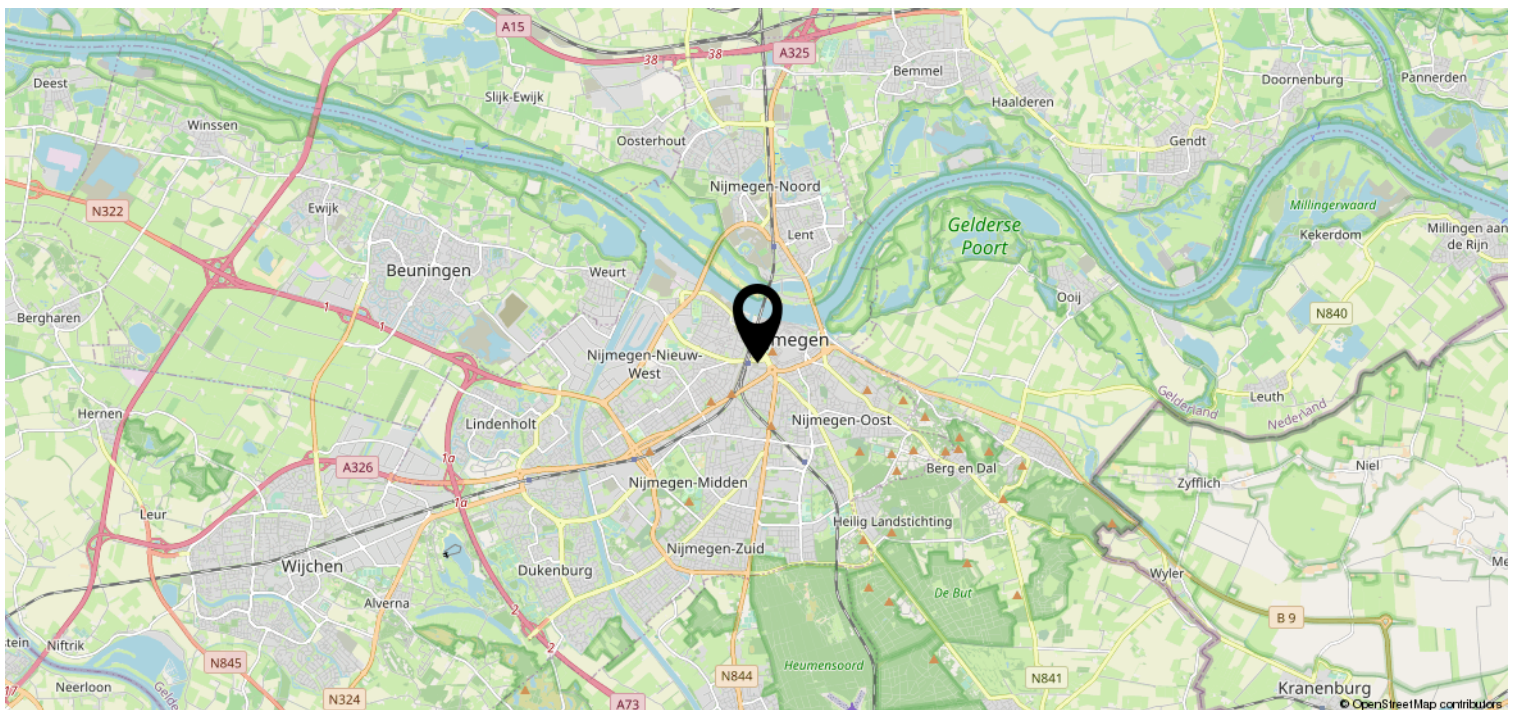 A15
38
38
A325
Bemmel
Doornenburg
Pannerden
Deest
Slijk-Ewijk
Haalderen
Winssen
Oosterhout
Gendt
Nijmegen-Noord
N322
Ewijk
Lent
Gelderse
Poort
Millingerwaard
Kekerdom
Millingen aan
de Rijn
Beuningen
Weurt
Ooij
1
1
Bergharen
N840
megen
Nijmegen-Nieuw-
West
Leuth
Gelderland
Nederland
Hernen
Lindenholt
Nijmegen-Oost
1a
A326
Berg en Dal
Niel
Zyfflich
1a
Nijmegen-Midden
Leur
Heilig Landstichting
Nijmegen-Zuid
Wijchen
Dukenburg
Wyler
Alverna
De But
2
B 9
Niftrik
2
N845
Heumensoord
N844
N841
Neerloon
N324
17
A73
Kranenburg
© OpenStreetMap contributors